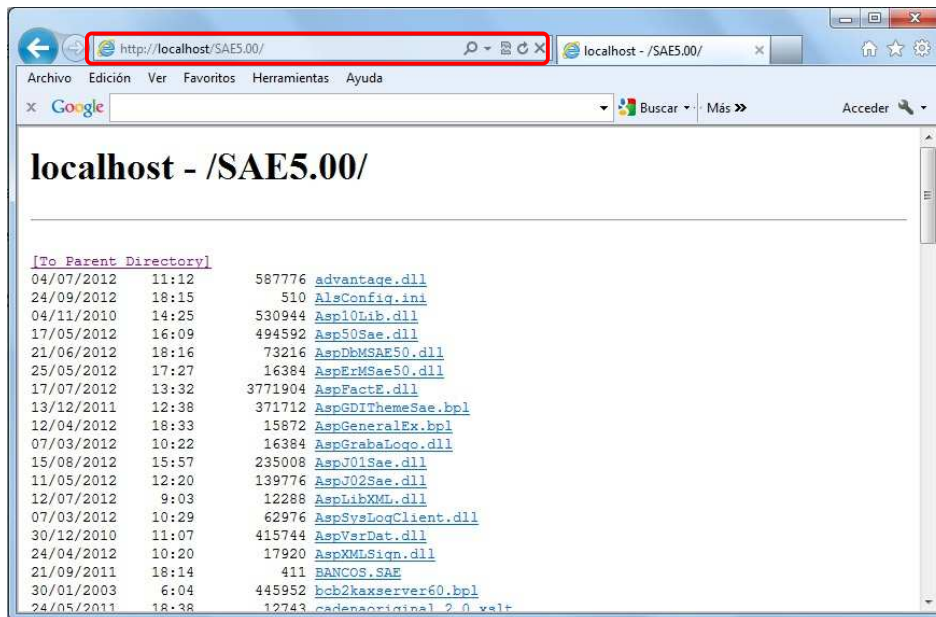 http://localhost/SAE5.00/
localhost - /SAE5.00/
Archivo Edición Ver Favoritos Herramientas Ayuda
x Google Buscar Más >> Acceder
localhost - /SAE5.00/
[To Parent Directory]
04/07/2012 11:12 587776 advantage.dll
24/09/2012 18:15 510 AlsConfig.ini
04/11/2010 14:25 530944 Asp10Lib.dll
17/05/2012 16:09 494592 Asp50Sae.dll
21/06/2012 18:16 73216 AspDbMSAE50.dll
25/05/2012 17:27 16384 AspErMSae50.dll
17/07/2012 13:32 3771904 AspFactE.dll
13/12/2011 12:38 371712 AspGDIThemeSae.bpl
12/04/2012 18:33 15872 AspGeneralEx.bpl
07/03/2012 10:22 16384 AspGrabaLogo.dll
15/08/2012 15:57 235008 AspJ01Sae.dll
11/05/2012 12:20 139776 AspJ02Sae.dll
12/07/2012 9:03 12288 AspLibXML.dll
07/03/2012 10:29 62976 AspSysLogClient.dll
30/12/2010 11:07 415744 AspVsrDat.dll
24/04/2012 10:20 17920 AspXMLSign.dll
21/09/2011 18:14 411 BANCOS.SAE
30/01/2003 6:04 445952 bcb2kaxserver60.bpl
24/05/2011 18:38 12743 cadenaoriginal_2_0.xslt